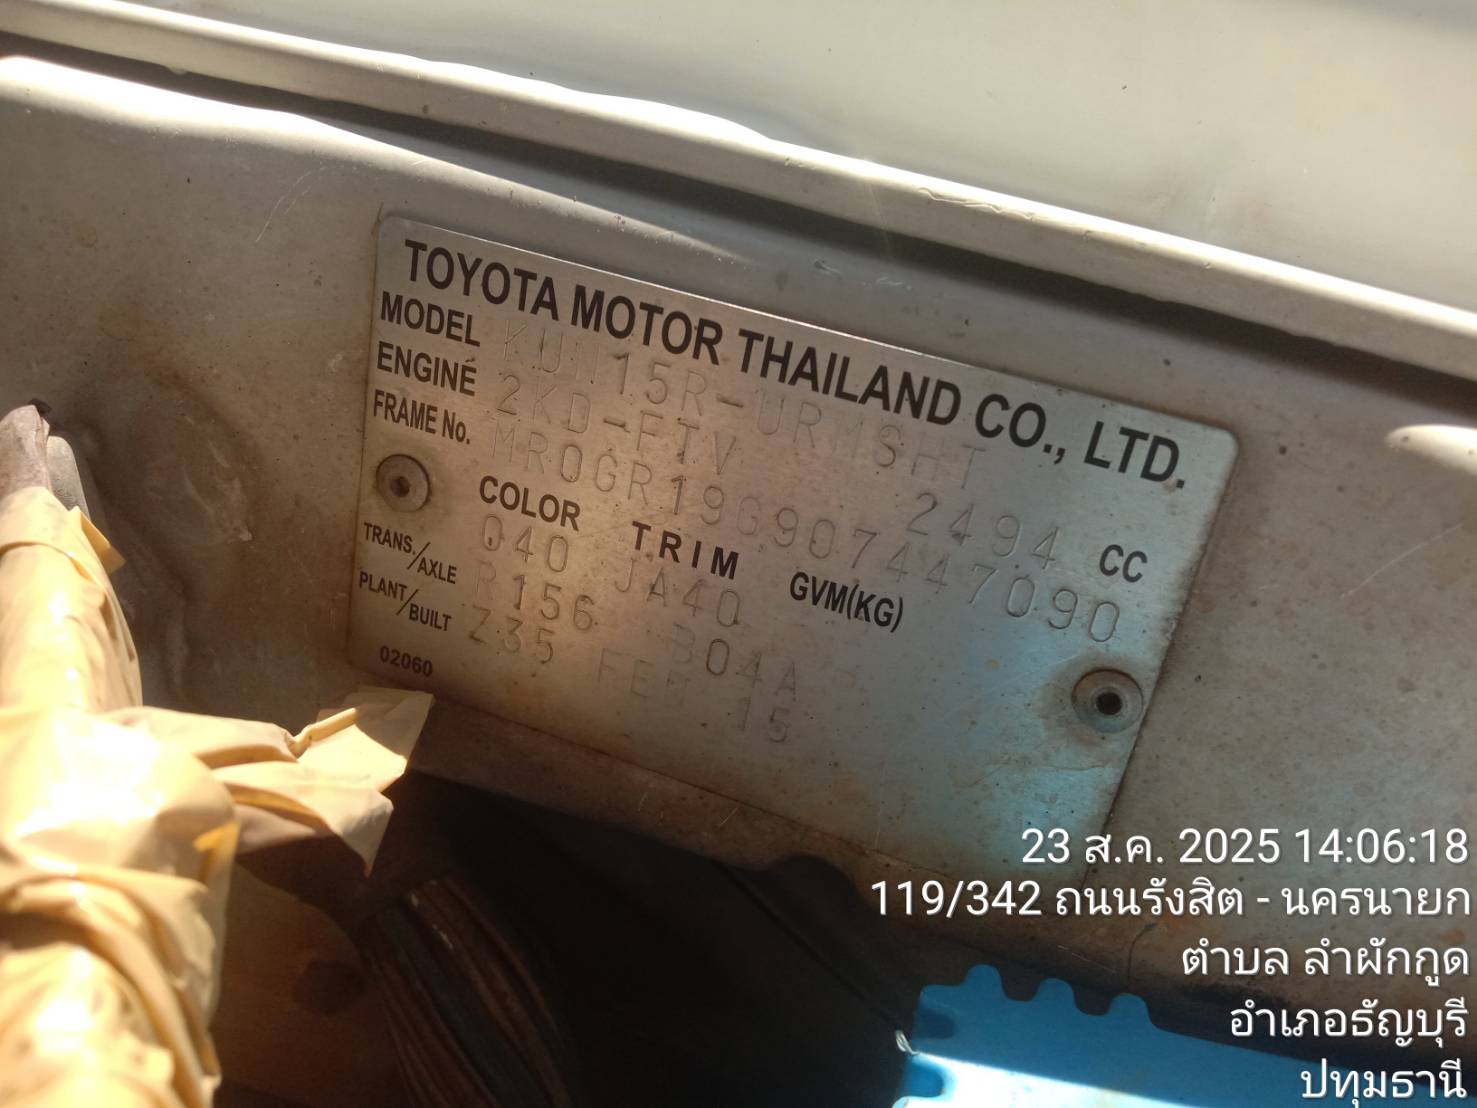 TOYOTA MOTOR THAILAND CO., LTD.
MODEL KUN15R-URMSHT
ENGINE 2KD-FTV 2494 CC
FRAME No. MR0GR19G907447090
COLOR TRIM GVM(KG)
040 JA40
TRANS./AXLE R156 B04A
PLANT/BUILT Z35 FEB 15
02060
23 ส.ค. 2025 14:06:18
119/342 ถนนรังสิต - นครนายก
ตำบล ลำผักกูด
อำเภอธัญบุรี
ปทุมธานี